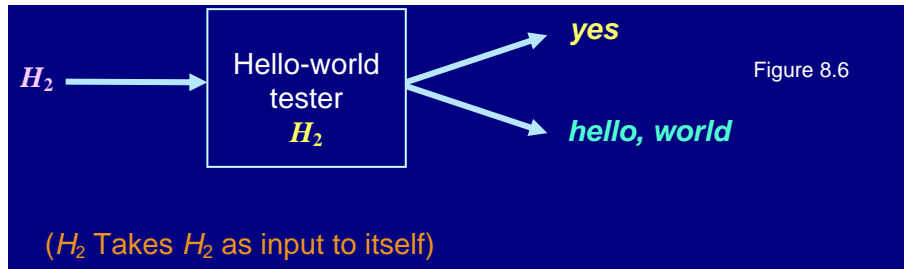 yes
H₂
Hello-world
tester
H₂
Figure 8.6
hello, world
(H₂ Takes H₂ as input to itself)